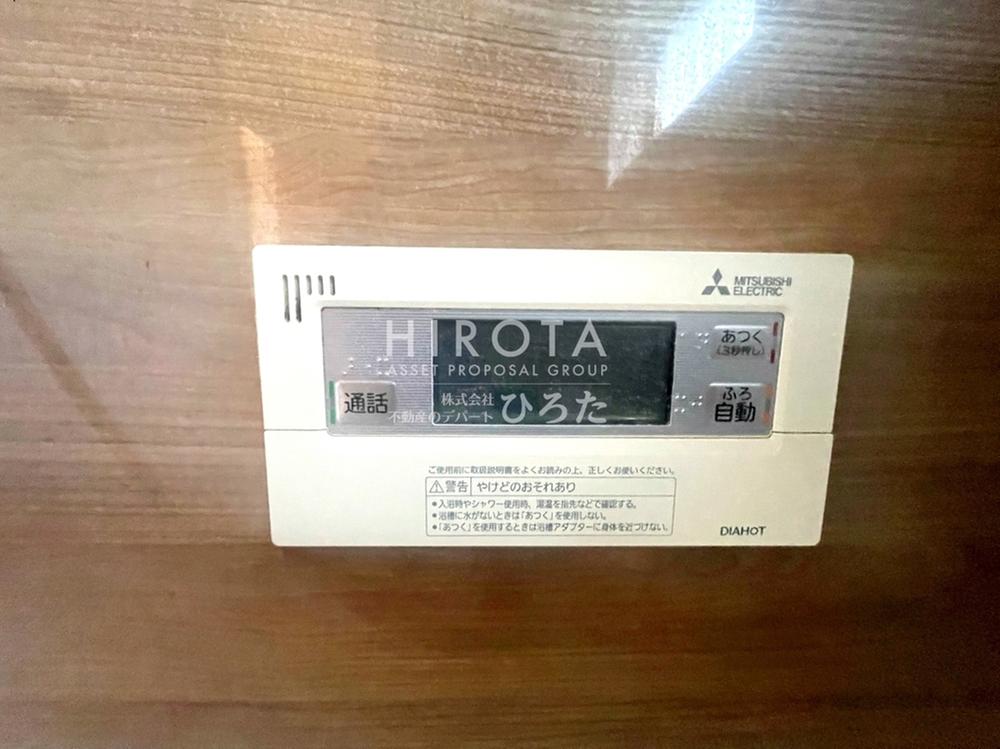 MITSUBISHI
ELECTRIC
あつく
(3秒押し)
HIROTA
ASSET PROPOSAL GROUP
通話
株式会社
不動産のデパート ひろた
ふろ
自動
ご使用前に取扱説明書をよくお読みの上、正しくお使いください。
⚠警告 やけどのおそれあり
●入浴時やシャワー使用時、湯温を指先などで確認する。
●浴槽に水がないときは「あつく」を使用しない。
●「あつく」を使用するときは浴槽アダプターに身体を近づけない。
DIAHOT